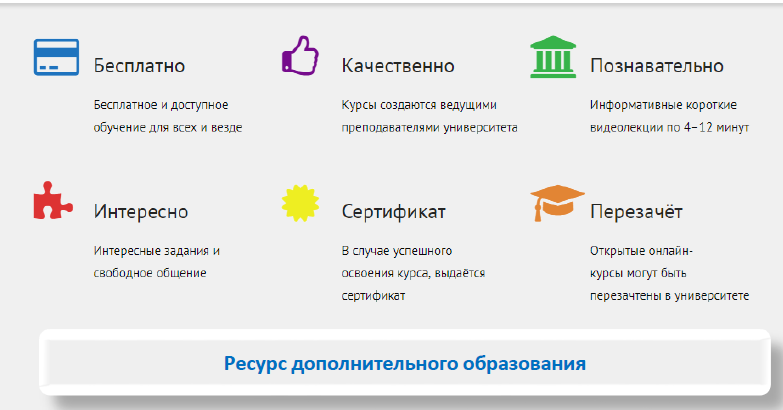 Бесплатно
Бесплатное и доступное
обучение для всех и везде
Качественно
Курсы создаются ведущими
преподавателями университета
Познавательно
Информативные короткие
видеолекции по 4–12 минут
Интересно
Интересные задания и
свободное общение
Сертификат
В случае успешного
освоения курса, выдаётся
сертификат
Перезачёт
Открытые онлайн-
курсы могут быть
перезачтены в университете
Ресурс дополнительного образования